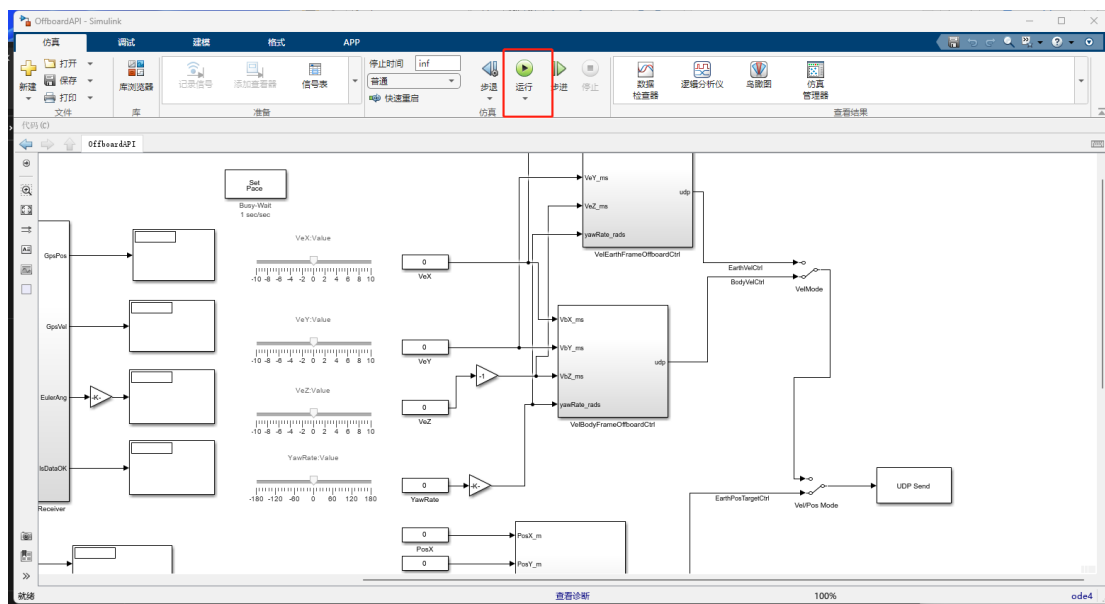 OffboardAPI - Simulink
仿真 调试 建模 格式 APP
新建
打开
保存
打印
文件
库浏览器
库
记录信号
添加查看器
信号表
准备
停止时间 inf
普通
快速重启
步退
运行
步进
停止
仿真
数据
检查器
逻辑分析仪
鸟瞰图
仿真
管理器
查看结果
代码(C)
OffboardAPI
Set
Pace
Busy-Wait
1 sec/sec
GpsPos
GpsVel
EulerAng
-K-
IsDataOK
Receiver
VeX:Value
-10 -8 -6 -4 -2 0 2 4 6 8 10
VeY:Value
-10 -8 -6 -4 -2 0 2 4 6 8 10
VeZ:Value
-10 -8 -6 -4 -2 0 2 4 6 8 10
YawRate:Value
-180 -120 -60 0 60 120 180
0
VeX
0
VeY
0
VeZ
-1
0
YawRate
-K-
0
PosX
0
VeY_ms
VeZ_ms
yawRate_rads
udp
VelEarthFrameOffboardCtrl
VbX_ms
VbY_ms
VbZ_ms
yawRate_rads
udp
VelBodyFrameOffboardCtrl
PosX_m
PosY_m
EarthVelCtrl
BodyVelCtrl
VelMode
EarthPosTargetCtrl
Vel/Pos Mode
UDP Send
就绪
查看诊断
100%
ode4